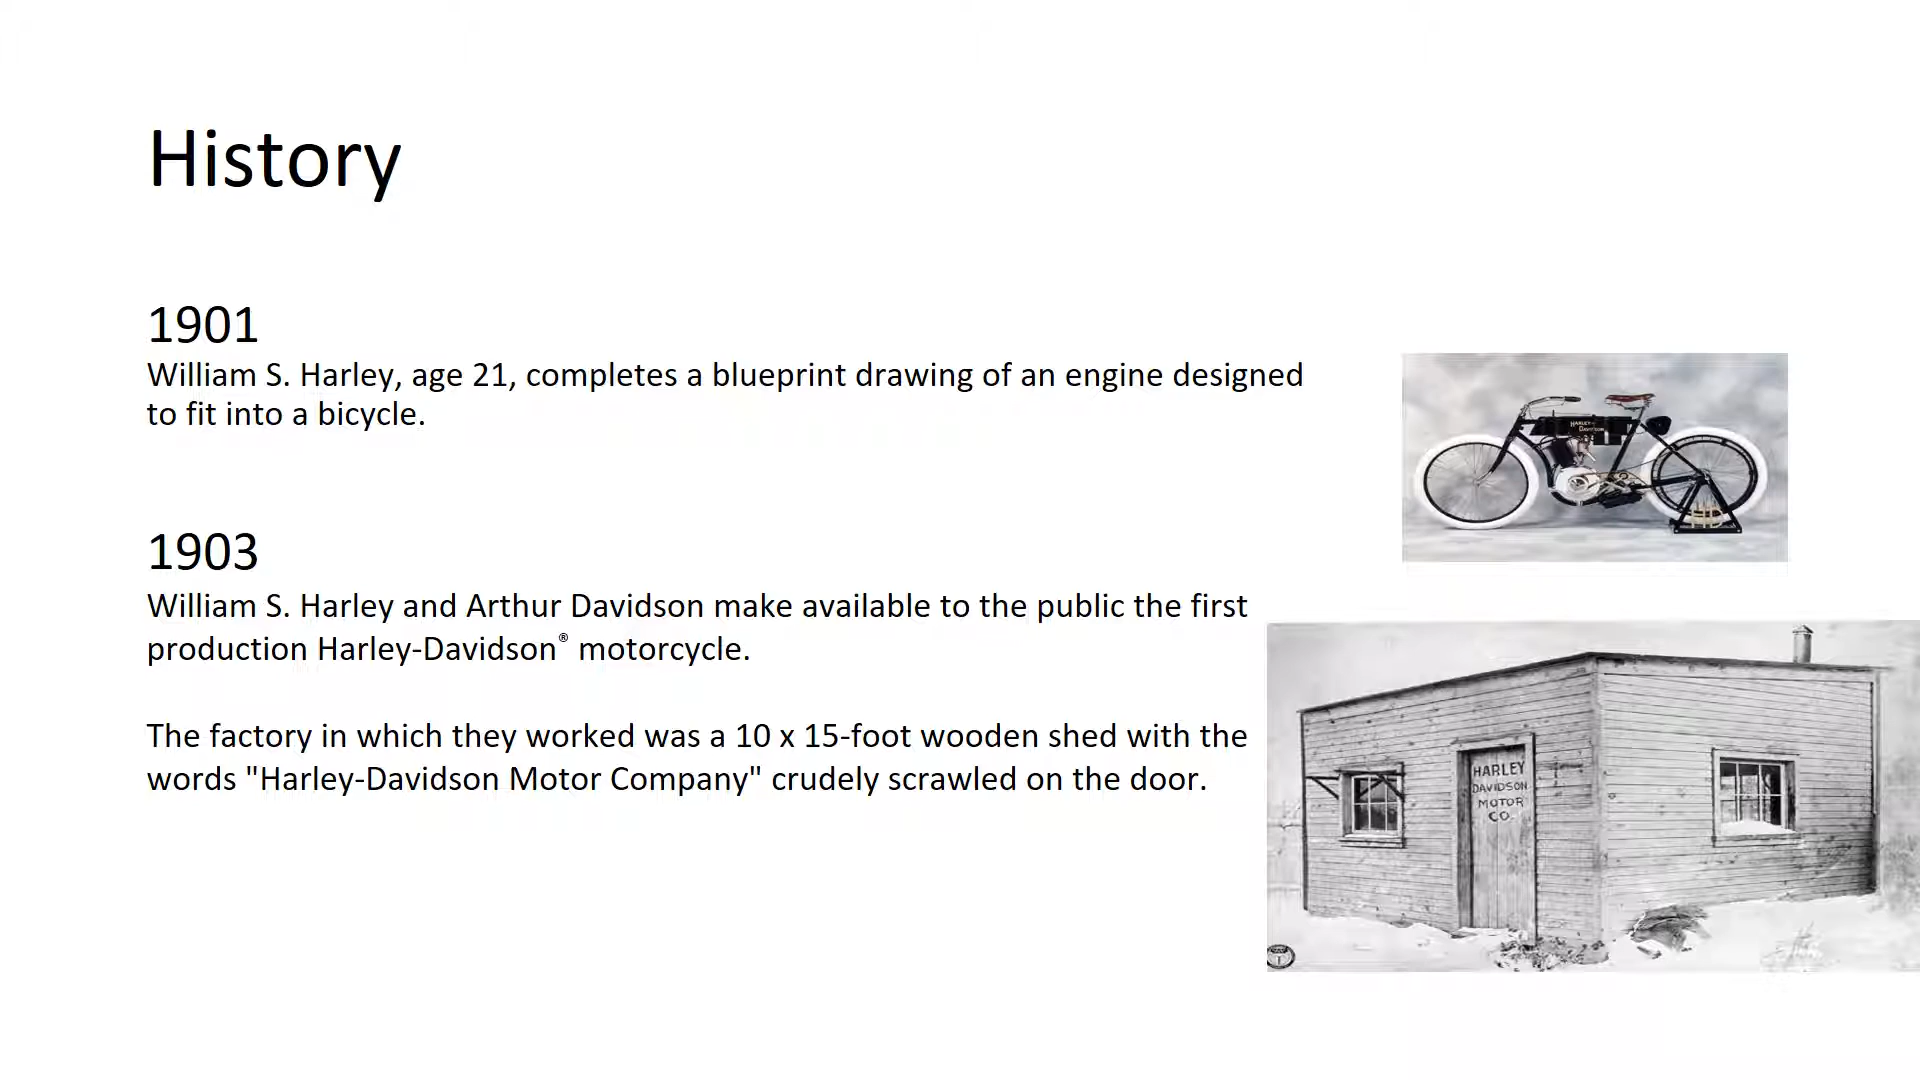 History
1901
William S. Harley, age 21, completes a blueprint drawing of an engine designed
to fit into a bicycle.
HARLEY-
DAVIDSON
1903
William S. Harley and Arthur Davidson make available to the public the first
production Harley-Davidson® motorcycle.
The factory in which they worked was a 10 x 15-foot wooden shed with the
words "Harley-Davidson Motor Company" crudely scrawled on the door.
HARLEY
DAVIDSON
MOTOR
CO.